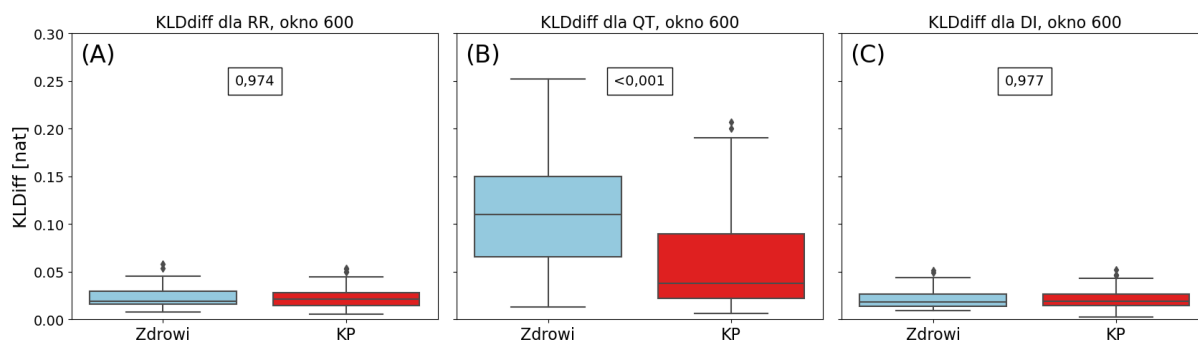 KLDdiff dla RR, okno 600
KLDdiff dla QT, okno 600
KLDdiff dla DI, okno 600
KLDiff [nat]
0.30
0.25
0.20
0.15
0.10
0.05
0.00
(A)
0,974
Zdrowi
KP
(B)
<0,001
Zdrowi
KP
(C)
0,977
Zdrowi
KP